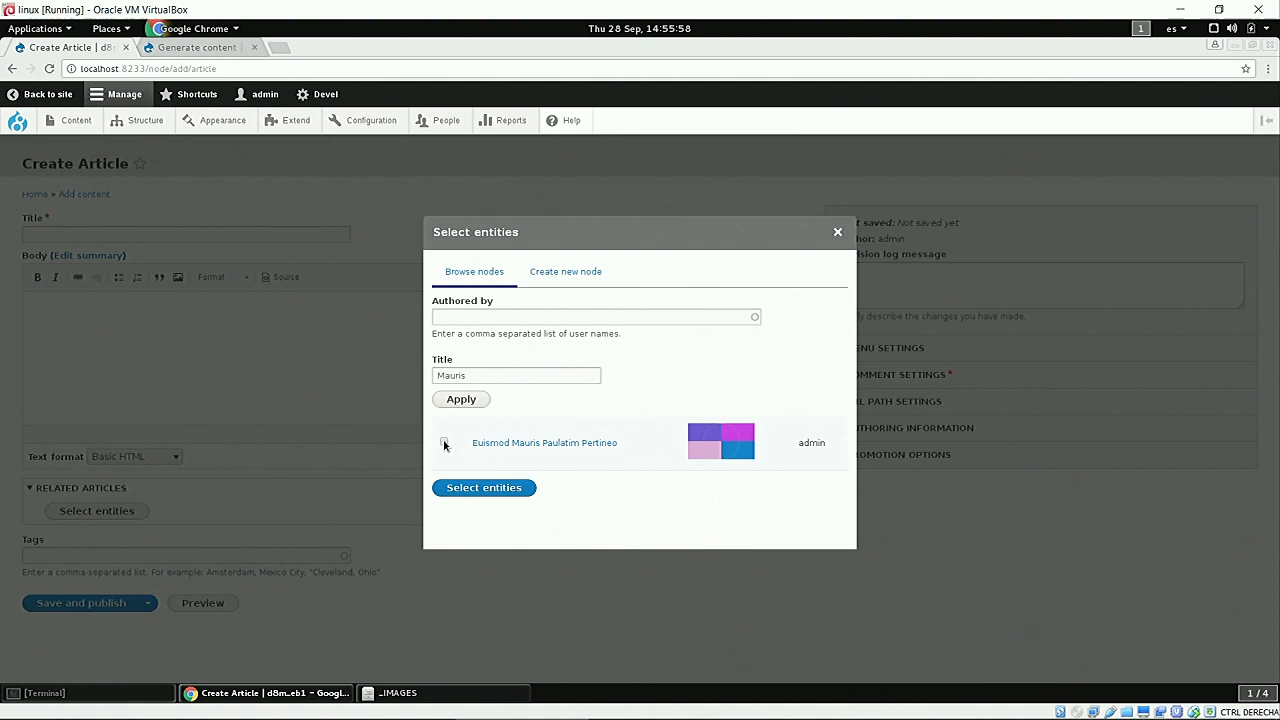 linux [Running] - Oracle VM VirtualBox
Applications Places Google Chrome Thu 28 Sep, 14:55:58 1 es
Create Article | d8 Generate content
localhost:8233/node/add/article
Back to site Manage Shortcuts admin Devel
Content Structure Appearance Extend Configuration People Reports Help
Create Article
Home » Add content
Title *
Body (Edit summary)
B I Format Source
Text format Basic HTML
RELATED ARTICLES
Select entities
Tags
Enter a comma-separated list. For example: Amsterdam, Mexico City, "Cleveland, Ohio"
Save and publish Preview
Select entities
Browse nodes Create new node
Authored by
Enter a comma separated list of user names.
Title
Mauris
Apply
Euismod Mauris Paulatim Pertineo admin
Select entities
t saved: Not saved yet
hor: admin
ision log message
y describe the changes you have made.
ENU SETTINGS
OMMENT SETTINGS *
L PATH SETTINGS
THORING INFORMATION
OMOTION OPTIONS
[Terminal] Create Article | d8m_eb1 - Googl... _IMAGES 1 / 4
CTRL DERECHA